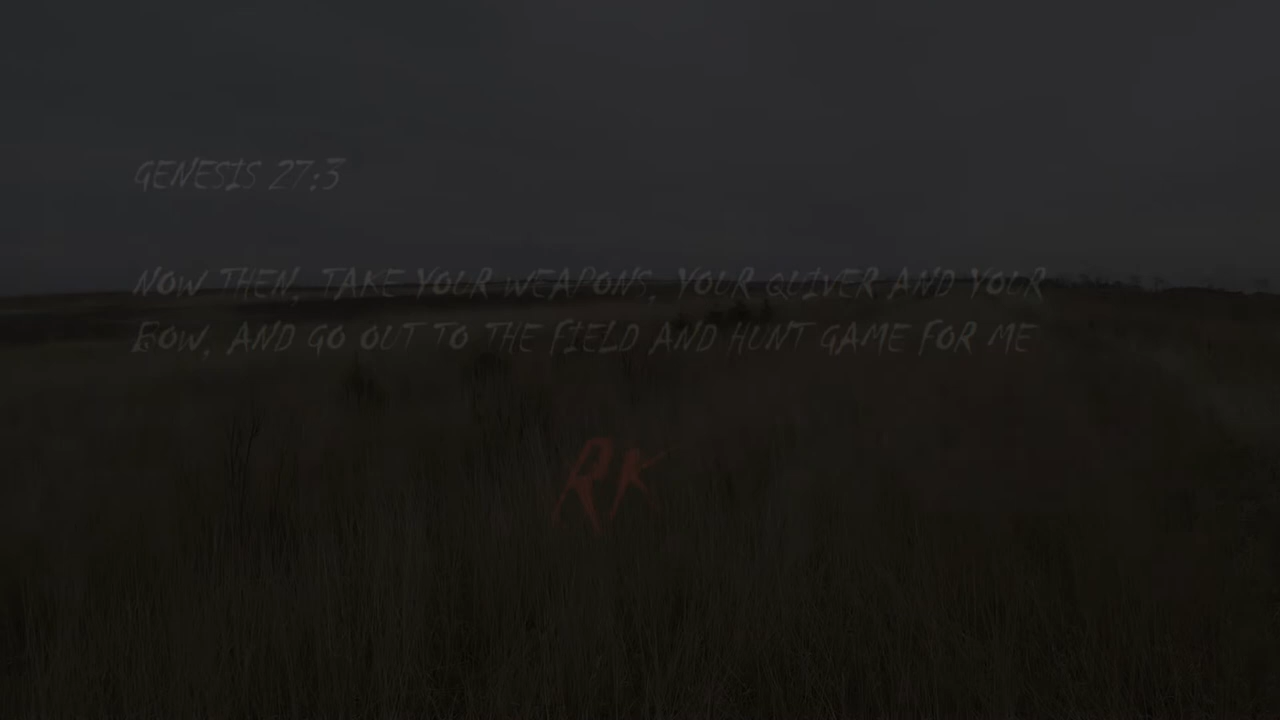 GENESIS 27:3
NOW THEN, TAKE YOUR WEAPONS, YOUR QUIVER AND YOUR
BOW, AND GO OUT TO THE FIELD AND HUNT GAME FOR ME
RK